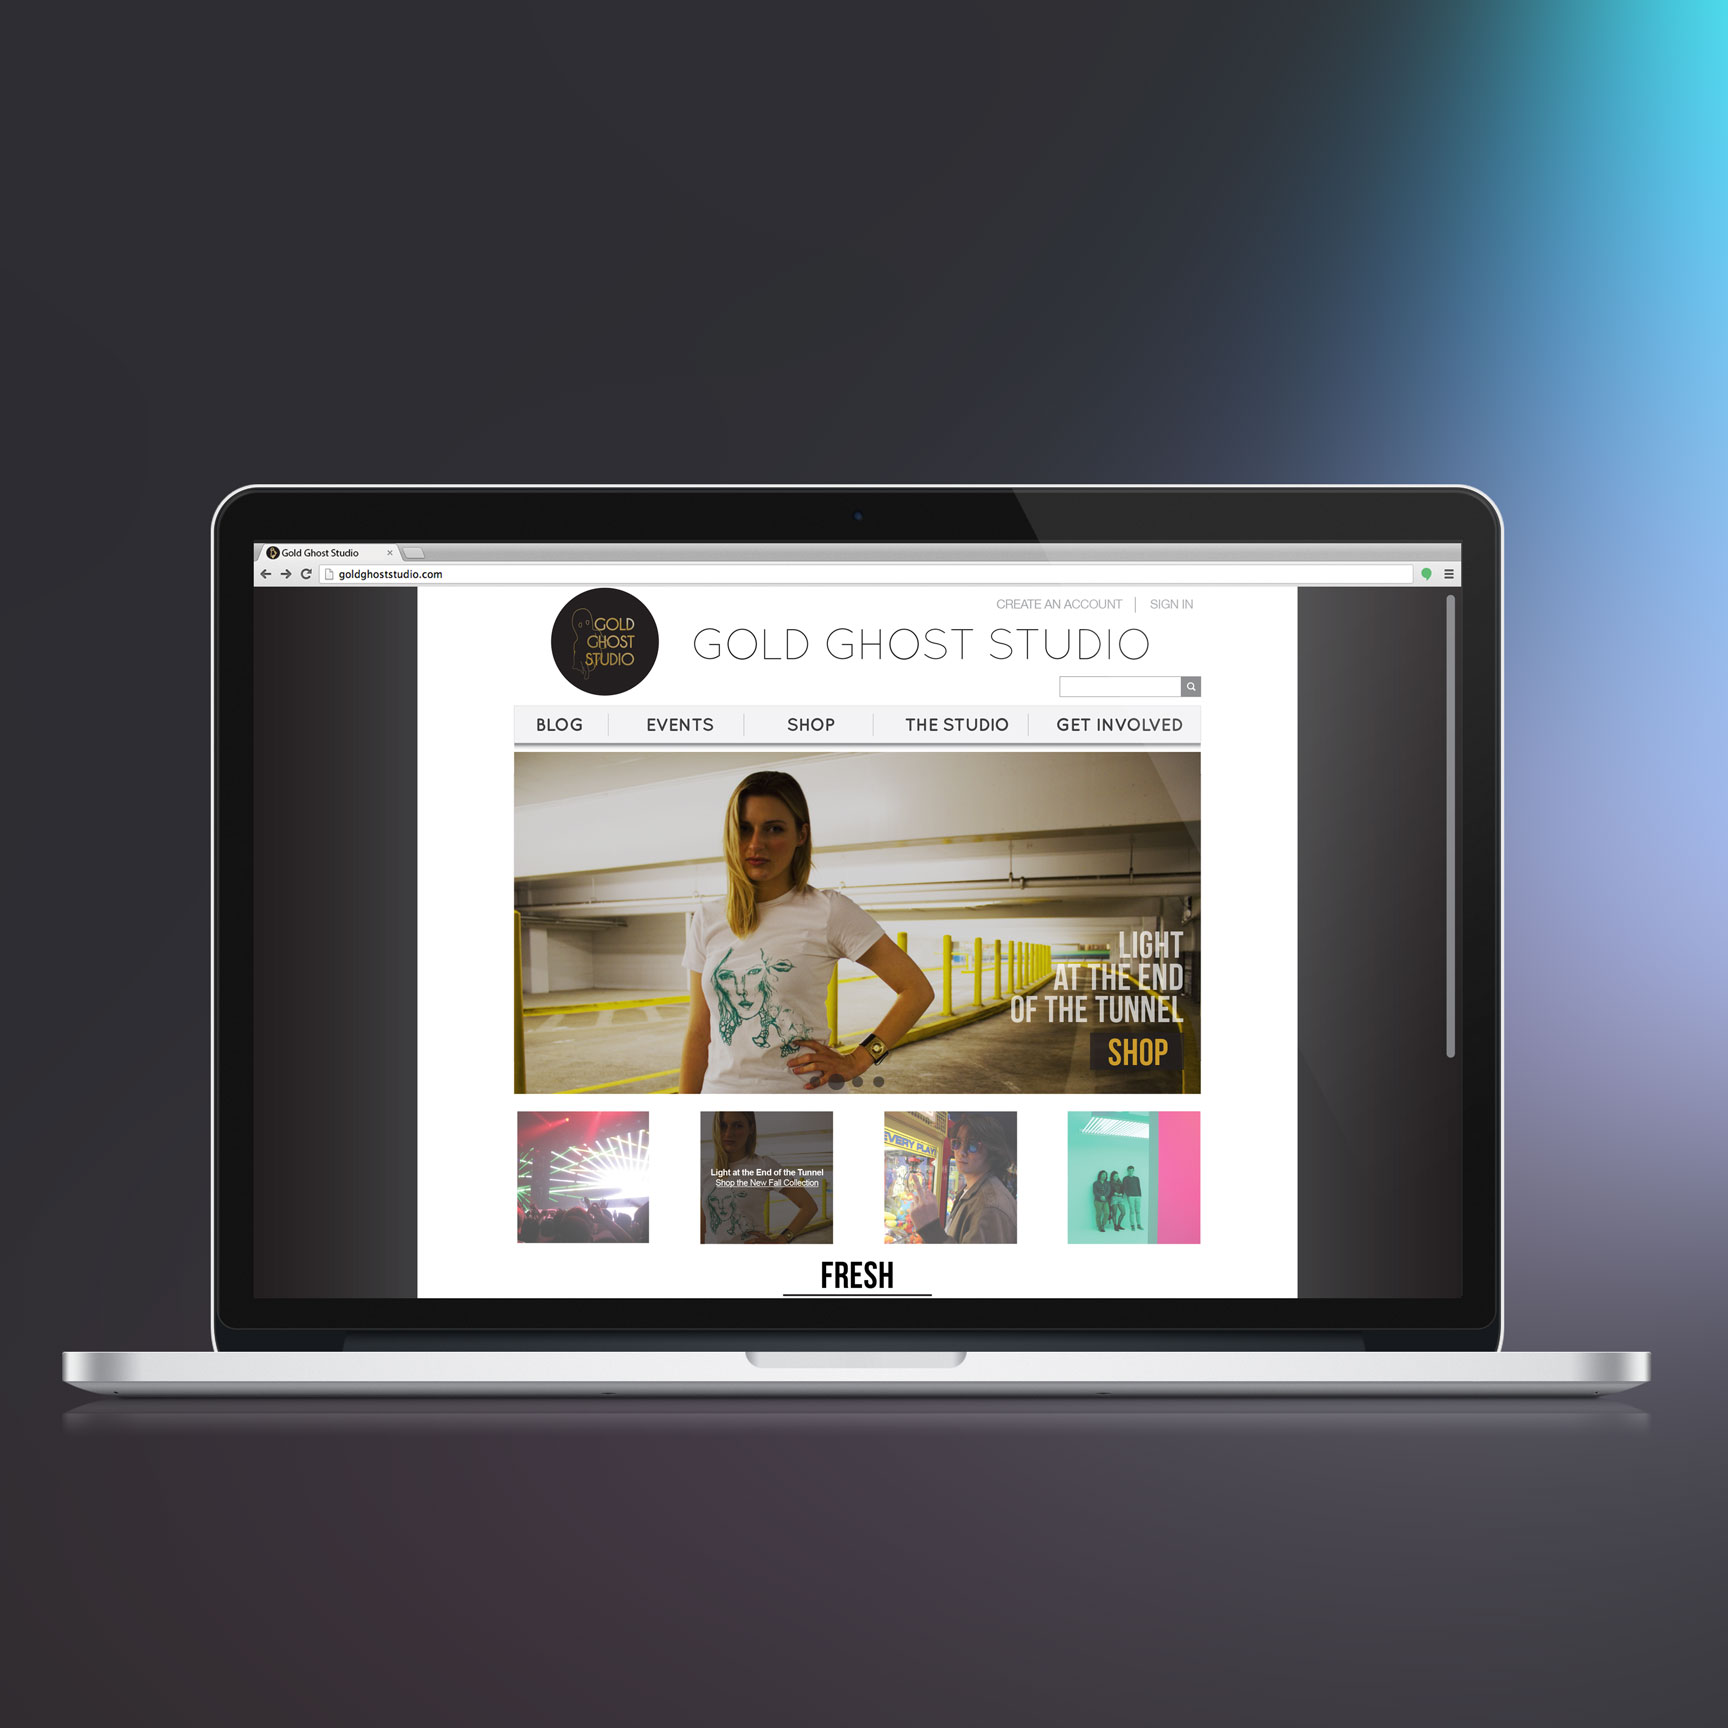 Gold Ghost Studio
goldghoststudio.com
CREATE AN ACCOUNT | SIGN IN
GOLD
GHOST
STUDIO
GOLD GHOST STUDIO
BLOG | EVENTS | SHOP | THE STUDIO | GET INVOLVED
LIGHT
AT THE END
OF THE TUNNEL
SHOP
EVERY PLAY
Light at the End of the Tunnel
Shop the New Fall Collection
FRESH